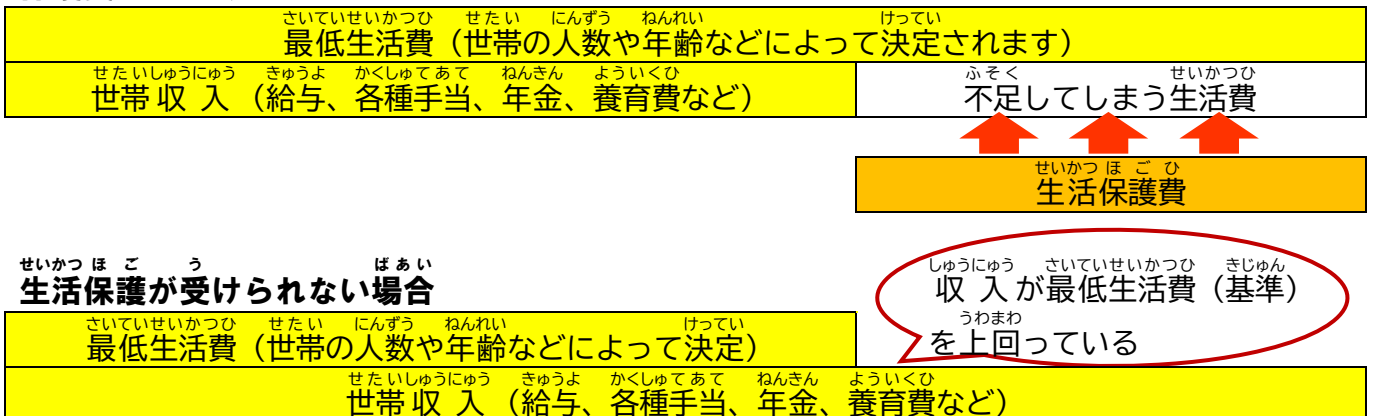 さいていせいかつひ せたい にんずう ねんれい けってい
最低生活費（世帯の人数や年齢などによって決定されます）
せたいしゅうにゅう きゅうよ かくしゅてあて ねんきん よういくひ
世帯収入（給与、各種手当、年金、養育費など）
ふそく せいかつひ
不足してしまう生活費
せいかつほごひ
生活保護費
せいかつほご う ばあい
生活保護が受けられない場合
しゅうにゅう さいていせいかつひ きじゅん
収入が最低生活費（基準）
うわまわ
を上回っている
さいていせいかつひ せたい にんずう ねんれい けってい
最低生活費（世帯の人数や年齢などによって決定）
せたいしゅうにゅう きゅうよ かくしゅてあて ねんきん よういくひ
世帯収入（給与、各種手当、年金、養育費など）